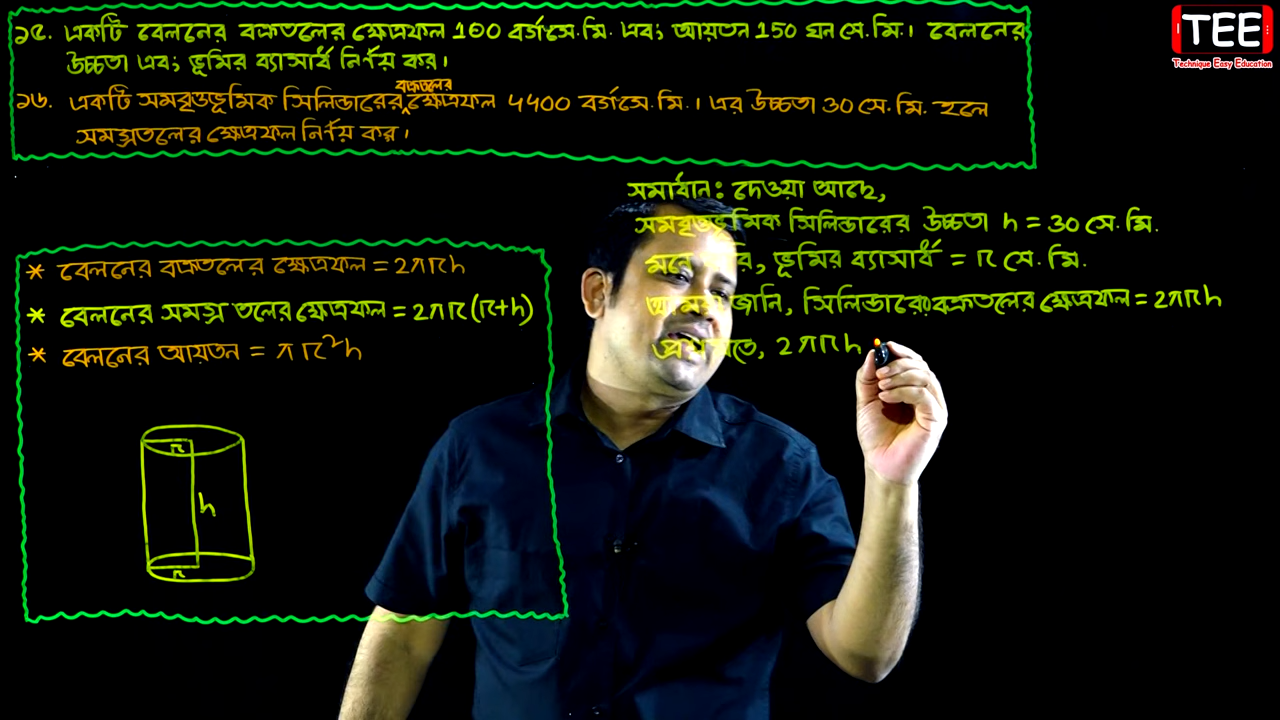 ১৫. একটি বেলনের বক্রতলের ক্ষেত্রফল 100 বর্গসে.মি. এবং আয়তন 150 ঘন সে.মি.। বেলনের
উচ্চতা এবং ভূমির ব্যাসার্ধ নির্ণয় কর।
বক্রতলের
১৬. একটি সমবৃত্তভূমিক সিলিন্ডারের ক্ষেত্রফল 4400 বর্গসে.মি.। এর উচ্চতা 30 সে.মি. হলে
সমগ্রতলের ক্ষেত্রফল নির্ণয় কর।
TEE
Technique Easy Education
সমাধান: দেওয়া আছে,
সমবৃত্তভূমিক সিলিন্ডারের উচ্চতা h = 30 সে.মি.
ভূমির ব্যাসার্ধ = r সে.মি.
জানি, সিলিন্ডারের বক্রতলের ক্ষেত্রফল = 2πrh
2πrh
* বেলনের বক্রতলের ক্ষেত্রফল = 2πrh
* বেলনের সমগ্র তলের ক্ষেত্রফল = 2πr(r+h)
* বেলনের আয়তন = πr²h
r
h
r